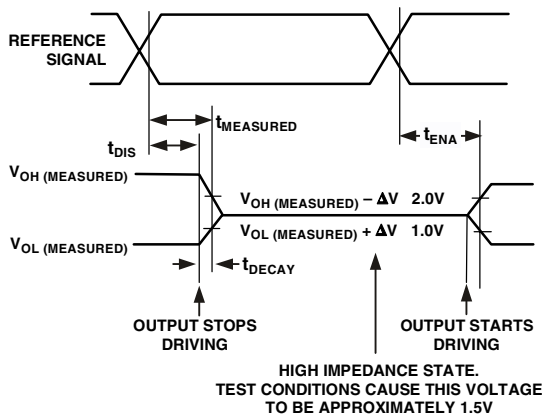 REFERENCE
SIGNAL
tMEASURED
tDIS
tENA
VOH (MEASURED)
VOH (MEASURED) – ΔV 2.0V
VOL (MEASURED) + ΔV 1.0V
VOL (MEASURED)
tDECAY
OUTPUT STOPS
DRIVING
OUTPUT STARTS
DRIVING
HIGH IMPEDANCE STATE.
TEST CONDITIONS CAUSE THIS VOLTAGE
TO BE APPROXIMATELY 1.5V